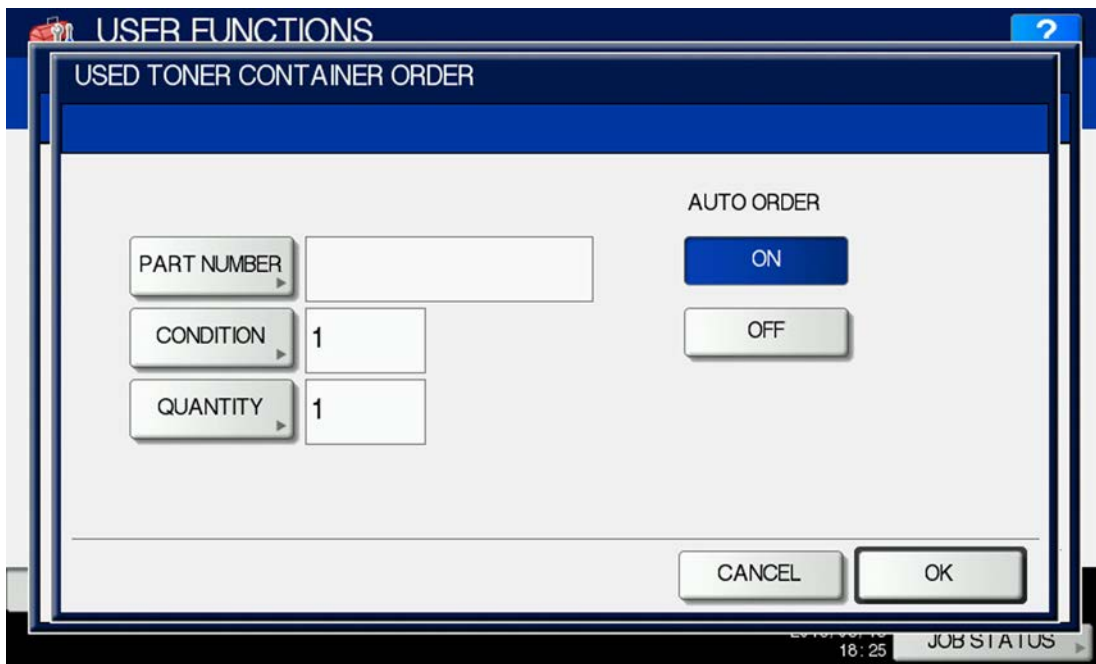 USER FUNCTIONS
?
USED TONER CONTAINER ORDER
AUTO ORDER
PART NUMBER
ON
CONDITION
1
OFF
QUANTITY
1
CANCEL
OK
18:25
JOB STATUS